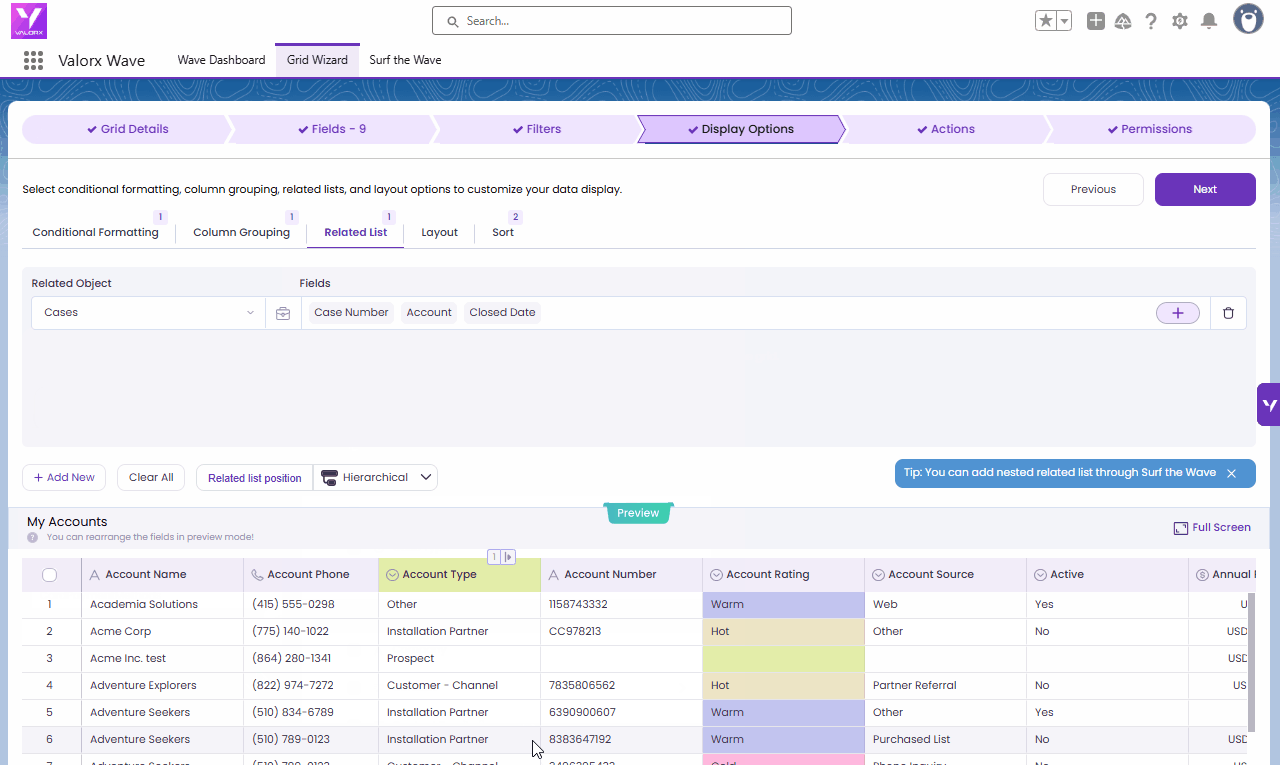 VALORX
Search...
Valorx Wave
Wave Dashboard
Grid Wizard
Surf the Wave
Grid Details
Fields - 9
Filters
Display Options
Actions
Permissions
Select conditional formatting, column grouping, related lists, and layout options to customize your data display.
Previous
Next
Conditional Formatting 1
Column Grouping 1
Related List 1
Layout
Sort 2
Related Object
Fields
Cases
Case Number
Account
Closed Date
+ Add New
Clear All
Related list position
Hierarchical
Tip: You can add nested related list through Surf the Wave
Preview
My Accounts
? You can rearrange the fields in preview mode!
Full Screen
1
Account Name Account Phone Account Type Account Number Account Rating Account Source Active Annual
1 Academia Solutions (415) 555-0298 Other 1158743332 Warm Web Yes U
2 Acme Corp (775) 140-1022 Installation Partner CC978213 Hot Other No USD
3 Acme Inc. test (864) 280-1341 Prospect USD
4 Adventure Explorers (822) 974-7272 Customer - Channel 7835806562 Hot Partner Referral No US
5 Adventure Seekers (510) 834-6789 Installation Partner 6390900607 Warm Other Yes
6 Adventure Seekers (510) 789-0123 Installation Partner 8383647192 Warm Purchased List No USD